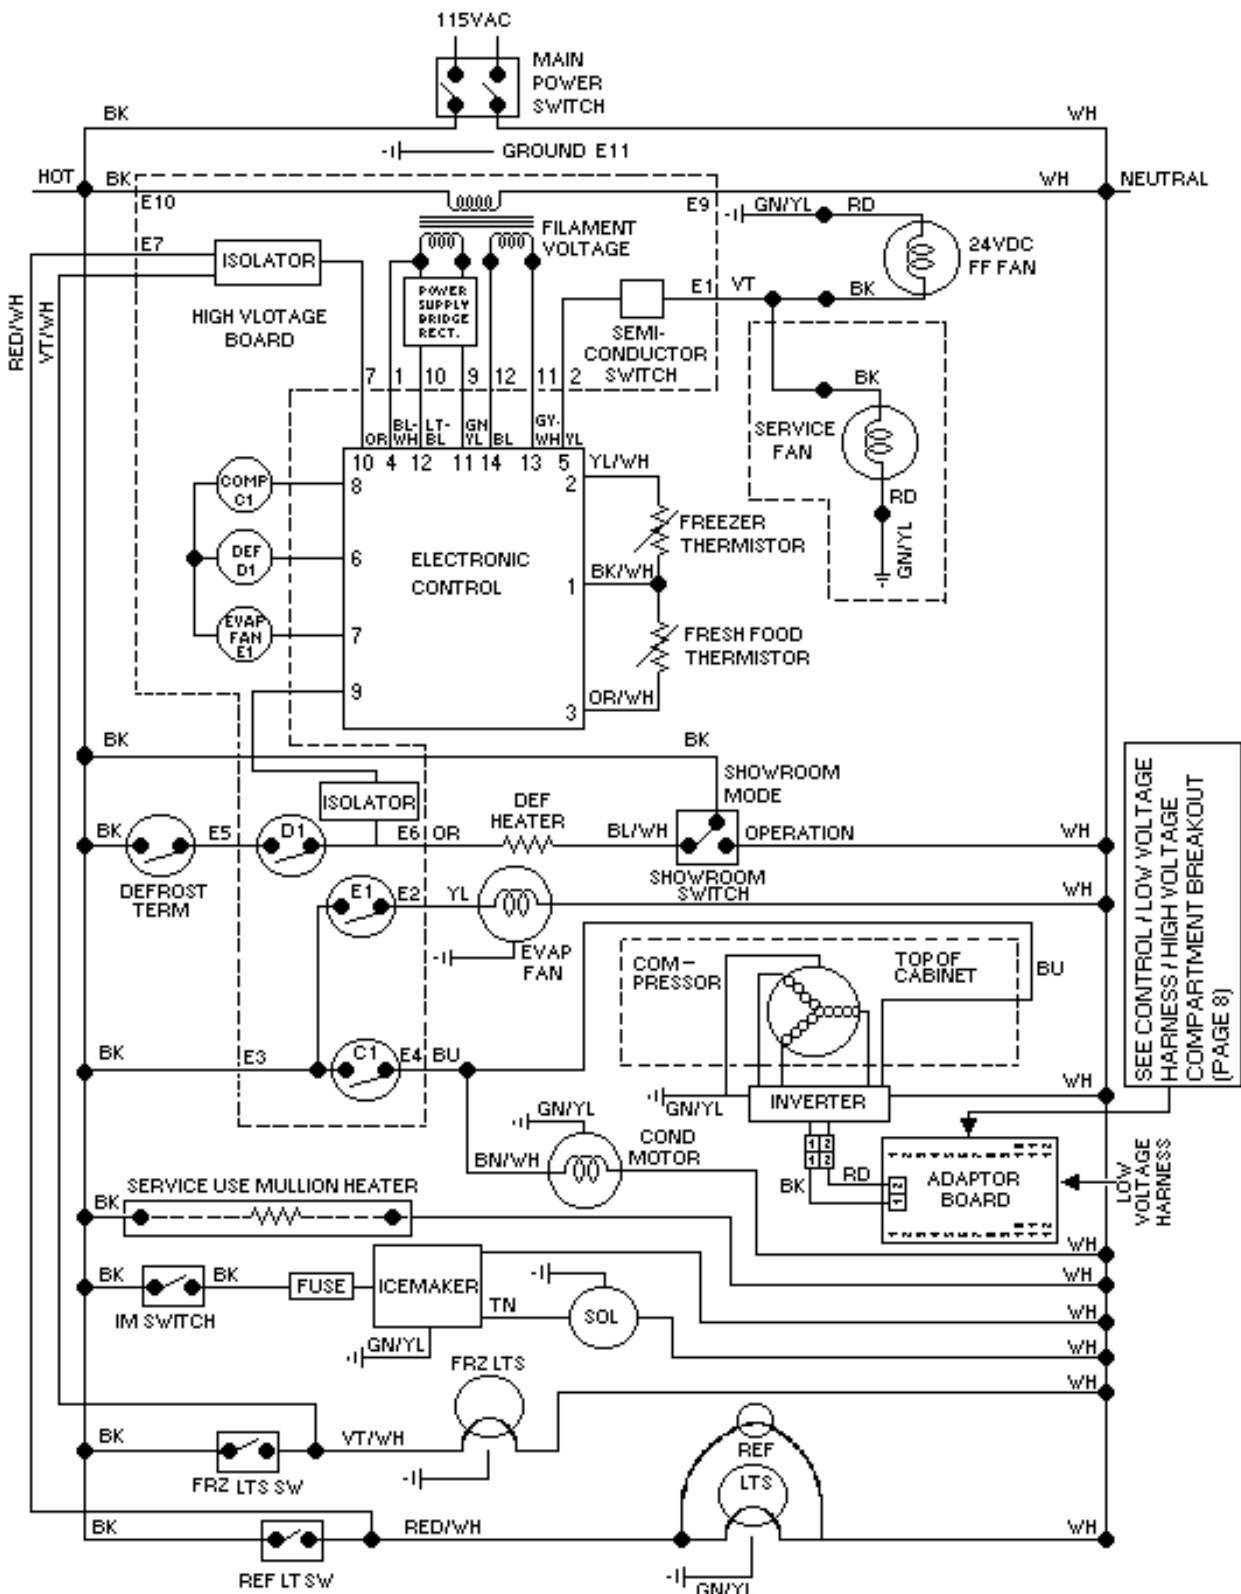 115VAC
MAIN
POWER
SWITCH
BK
WH
GROUND E11
HOT
BK
WH
NEUTRAL
E10
E9
GN/YL
RD
FILAMENT
VOLTAGE
24VDC
FF FAN
E7
ISOLATOR
POWER
SUPPLY
BRIDGE
RECT.
E1
VT
BK
HIGH VLOTAGE
BOARD
SEMI-
CONDUCTOR
SWITCH
RED/WH
VT/WH
7 1 10 9 12 11 2
BK
SERVICE
FAN
RD
GN/YL
OR
BL-
WH
LT-
BL
GN
YL
BL
GY-
WH
YL
10 4 12 11 14 13 5
YL/WH
COMP
C1
8
2
FREEZER
THERMISTOR
DEF
D1
6
ELECTRONIC
CONTROL
BK/WH
1
EVAP
FAN
E1
7
FRESH FOOD
THERMISTOR
9
OR/WH
3
BK
BK
SHOWROOM
MODE
ISOLATOR
DEF
HEATER
BK
E5
D1
E6
OR
BL/WH
OPERATION
WH
DEFROST
TERM
SHOWROOM
SWITCH
E1
E2
YL
WH
EVAP
FAN
COM-
PRESSOR
TOP OF
CABINET
BU
SEE CONTROL / LOW VOLTAGE
HARNESS / HIGH VOLTAGE
COMPARTMENT BREAKOUT
(PAGE 8)
BK
E3
C1
E4
BU
WH
GN/YL
INVERTER
GN/YL
COND
MOTOR
BN/WH
1 2
1 2
RD
BK
2
1
ADAPTOR
BOARD
LOW
VOLTAGE
HARNESS
SERVICE USE MULLION HEATER
BK
WH
WH
BK
BK
FUSE
ICEMAKER
IM SWITCH
TN
SOL
WH
GN/YL
WH
FRZ LTS
WH
BK
VT/WH
FRZ LTS SW
REF
LTS
BK
RED/WH
WH
REF LT SW
GN/YL